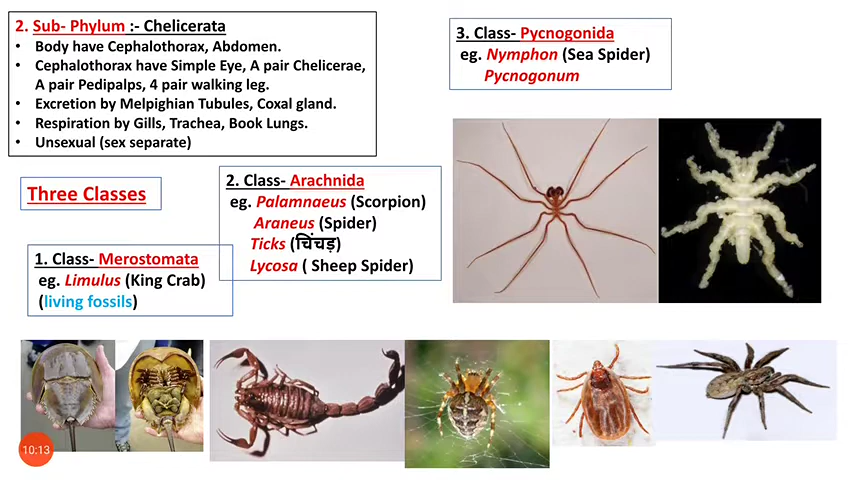 2. Sub- Phylum :- Chelicerata
• Body have Cephalothorax, Abdomen.
• Cephalothorax have Simple Eye, A pair Chelicerae,
A pair Pedipalps, 4 pair walking leg.
• Excretion by Melpighian Tubules, Coxal gland.
• Respiration by Gills, Trachea, Book Lungs.
• Unsexual (sex separate)
Three Classes
1. Class- Merostomata
eg. Limulus (King Crab)
(living fossils)
2. Class- Arachnida
eg. Palamnaeus (Scorpion)
Araneus (Spider)
Ticks (चिंचड़)
Lycosa ( Sheep Spider)
3. Class- Pycnogonida
eg. Nymphon (Sea Spider)
Pycnogonum
10:13